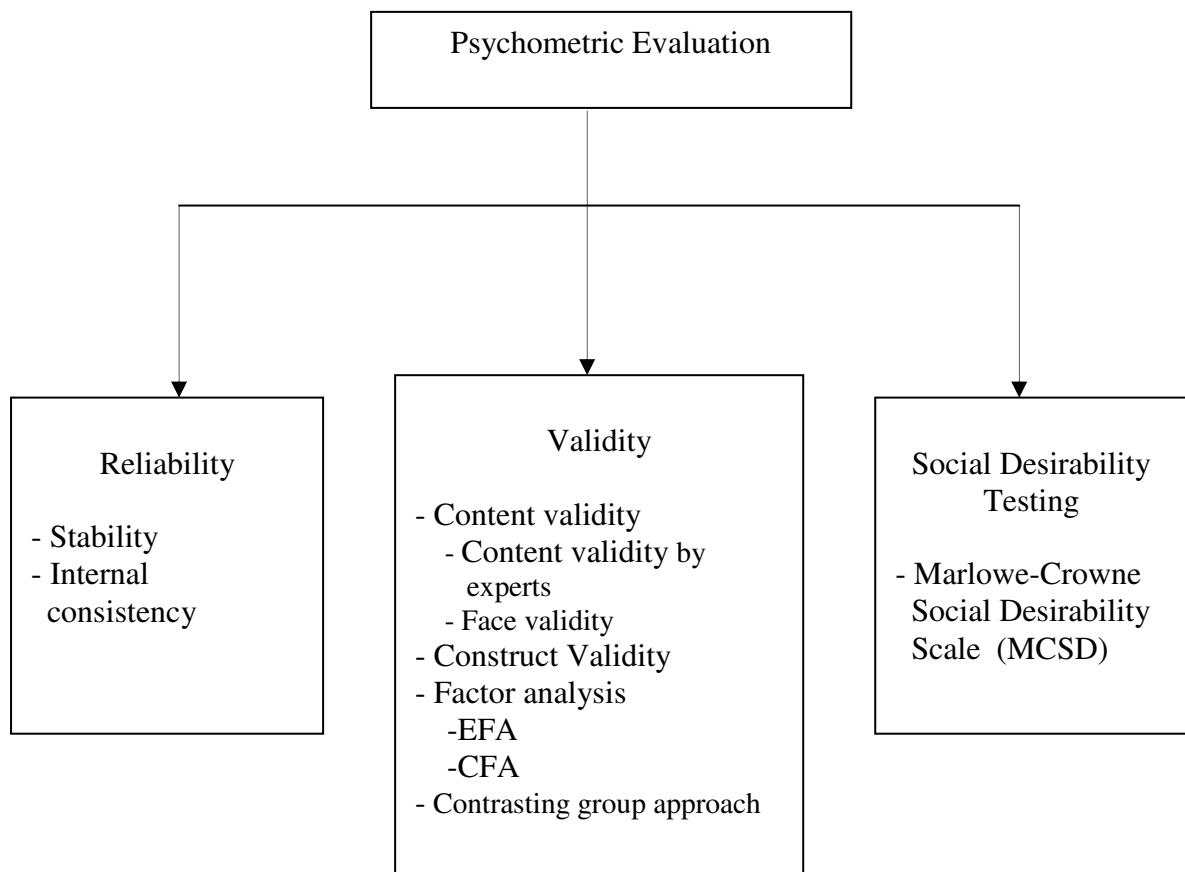 Psychometric Evaluation
Reliability
- Stability
- Internal
consistency
Validity
- Content validity
- Content validity by
experts
- Face validity
- Construct Validity
- Factor analysis
-EFA
-CFA
- Contrasting group approach
Social Desirability
Testing
- Marlowe-Crowne
Social Desirability
Scale (MCSD)